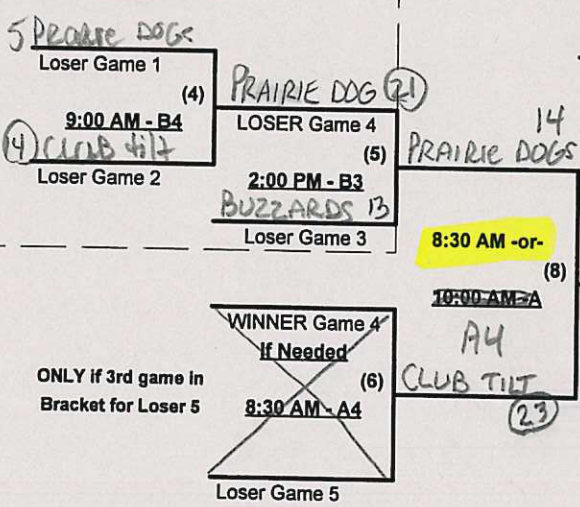 5 PRAIRIE DOGS
Loser Game 1
(4)
9:00 AM - B4
14 CLUB tilt
Loser Game 2
PRAIRIE DOG 21
LOSER Game 4
(5)
2:00 PM - B3
BUZZARDS 13
Loser Game 3
14
PRAIRIE DOGS
8:30 AM -or-
(8)
10:00 AM-A
A4
CLUB TILT
23
WINNER Game 4
If Needed
(6)
8:30 AM - A4
Loser Game 5
ONLY if 3rd game in
Bracket for Loser 5